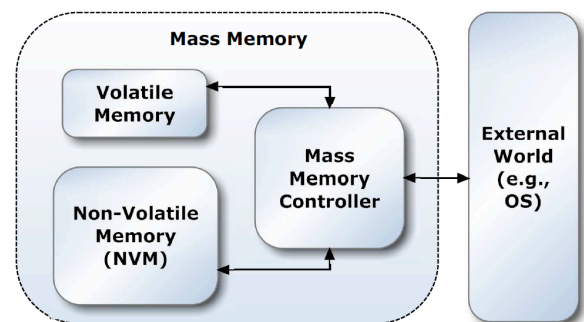 Mass Memory
Volatile
Memory
Non-Volatile
Memory
(NVM)
Mass
Memory
Controller
External
World
(e.g.,
OS)